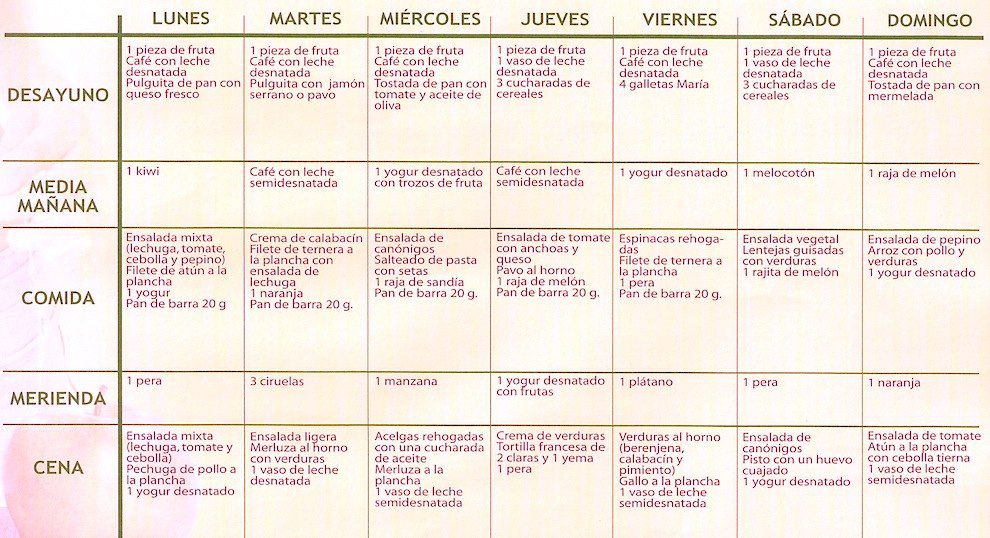 LUNES MARTES MIÉRCOLES JUEVES VIERNES SÁBADO DOMINGO
DESAYUNO
1 pieza de fruta
Café con leche
desnatada
Pulguita de pan con
queso fresco
1 pieza de fruta
Café con leche
desnatada
Pulguita con jamón
serrano o pavo
1 pieza de fruta
Café con leche
desnatada
Tostada de pan con
tomate y aceite de
oliva
1 pieza de fruta
1 vaso de leche
desnatada
3 cucharadas de
cereales
1 pieza de fruta
Café con leche
desnatada
4 galletas María
1 pieza de fruta
1 vaso de leche
desnatada
3 cucharadas de
cereales
1 pieza de fruta
Café con leche
desnatada
Tostada de pan con
mermelada
MEDIA
MAÑANA
1 kiwi
Café con leche
semidesnatada
1 yogur desnatado
con trozos de fruta
Café con leche
semidesnatada
1 yogur desnatado
1 melocotón
1 raja de melón
COMIDA
Ensalada mixta
(lechuga, tomate,
cebolla y pepino)
Filete de atún a la
plancha
1 yogur
Pan de barra 20 g
Crema de calabacín
Filete de ternera a
la plancha con
ensalada de
lechuga
1 naranja
Pan de barra 20 g.
Ensalada de
canónigos
Salteado de pasta
con setas
1 raja de sandía
Pan de barra 20 g.
Ensalada de tomate
con anchoas y
queso
Pavo al horno
1 raja de melón
Pan de barra 20 g.
Espinacas rehoga-
das
Filete de ternera a
la plancha
1 pera
Pan de barra 20 g.
Ensalada vegetal
Lentejas guisadas
con verduras
1 rajita de melón
Ensalada de pepino
Arroz con pollo y
verduras
1 yogur desnatado
MERIENDA
1 pera
3 ciruelas
1 manzana
1 yogur desnatado
con frutas
1 plátano
1 pera
1 naranja
CENA
Ensalada mixta
(lechuga, tomate y
cebolla)
Pechuga de pollo a
la plancha
1 yogur desnatado
Ensalada ligera
Merluza al horno
con verduras
1 vaso de leche
desnatada
Acelgas rehogadas
con una cucharada
de aceite
Merluza a la
plancha
1 vaso de leche
semidesnatada
Crema de verduras
Tortilla francesa de
2 claras y 1 yema
1 pera
Verduras al horno
(berenjena,
calabacín y
pimiento)
Gallo a la plancha
1 vaso de leche
semidesnatada
Ensalada de
canónigos
Pisto con un huevo
cuajado
1 yogur desnatado
Ensalada de tomate
Atún a la plancha
con cebolla tierna
1 vaso de leche
semidesnatada